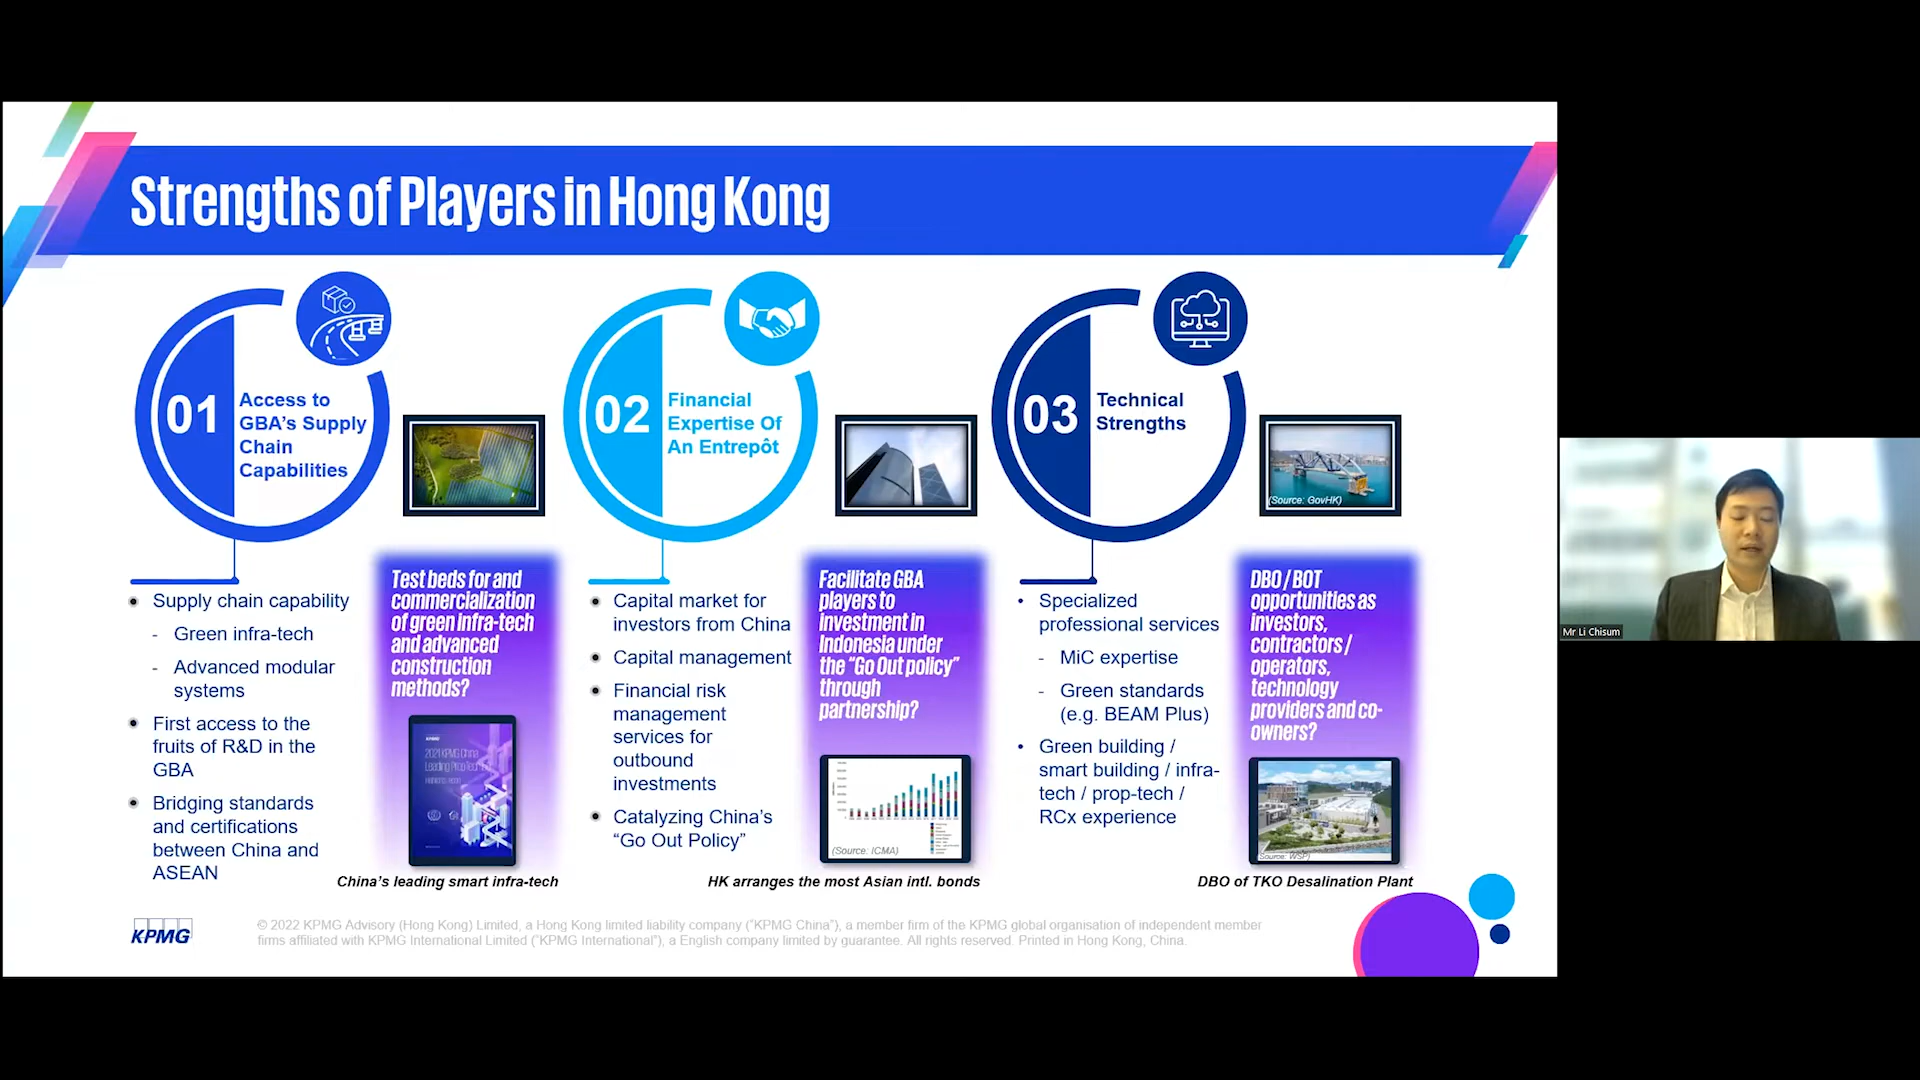 Strengths of Players in Hong Kong
01
Access to
GBA's Supply
Chain
Capabilities
Supply chain capability
- Green infra-tech
- Advanced modular
systems
First access to the
fruits of R&D in the
GBA
Bridging standards
and certifications
between China and
ASEAN
Test beds for and
commercialization
of green infra-tech
and advanced
construction
methods?
KPMG
2021 KPMG China
China's leading smart infra-tech
02
Financial
Expertise Of
An Entrepôt
Capital market for
investors from China
Capital management
Financial risk
management
services for
outbound
investments
Catalyzing China's
"Go Out Policy"
Facilitate GBA
players to
investment in
Indonesia under
the "Go Out policy"
through
partnership?
(Source: ICMA)
HK arranges the most Asian intl. bonds
03
Technical
Strengths
(Source: GovHK)
Specialized
professional services
- MiC expertise
- Green standards
(e.g. BEAM Plus)
Green building /
smart building / infra-
tech / prop-tech /
RCx experience
DBO / BOT
opportunities as
investors,
contractors /
operators,
technology
providers and co-
owners?
(Source: WSP)
DBO of TKO Desalination Plant
KPMG
© 2022 KPMG Advisory (Hong Kong) Limited, a Hong Kong limited liability company ("KPMG China"), a member firm of the KPMG global organisation of independent member
firms affiliated with KPMG International Limited ("KPMG International"), a English company limited by guarantee. All rights reserved. Printed in Hong Kong, China.
Mr Li Chisum